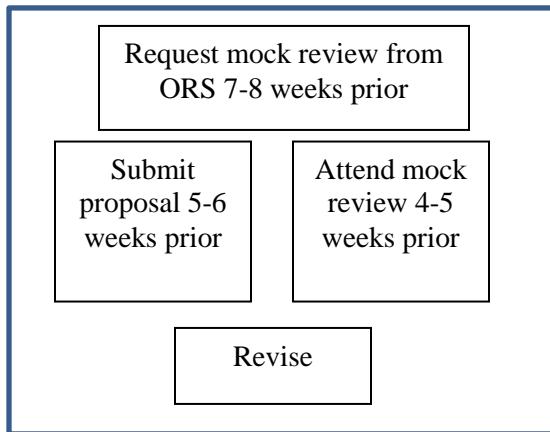 Request mock review from
ORS 7-8 weeks prior
Submit
proposal 5-6
weeks prior
Attend mock
review 4-5
weeks prior
Revise